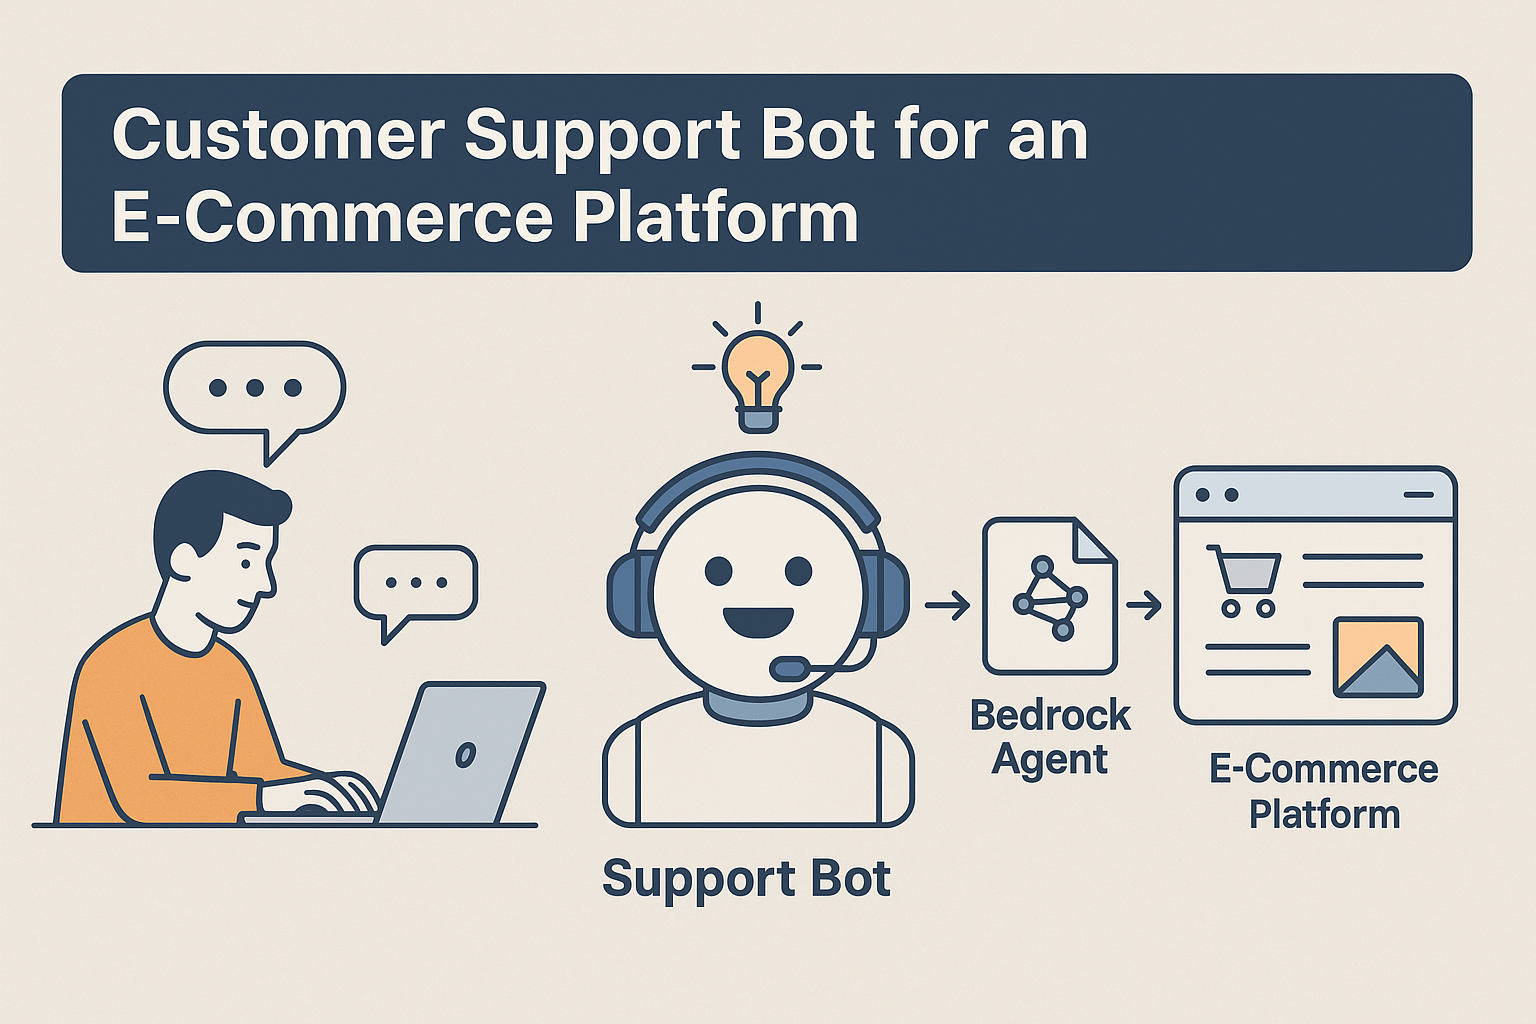 Customer Support Bot for an
E-Commerce Platform
Support Bot
Bedrock
Agent
E-Commerce
Platform